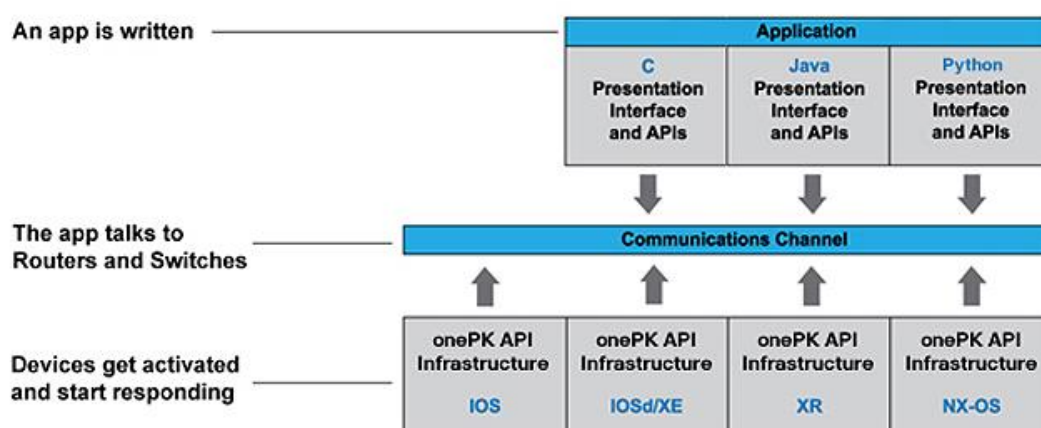 An app is written
Application
C
Presentation
Interface
and APIs
Java
Presentation
Interface
and APIs
Python
Presentation
Interface
and APIs
The app talks to
Routers and Switches
Communications Channel
Devices get activated
and start responding
onePK API
Infrastructure
IOS
onePK API
Infrastructure
IOSd/XE
onePK API
Infrastructure
XR
onePK API
Infrastructure
NX-OS